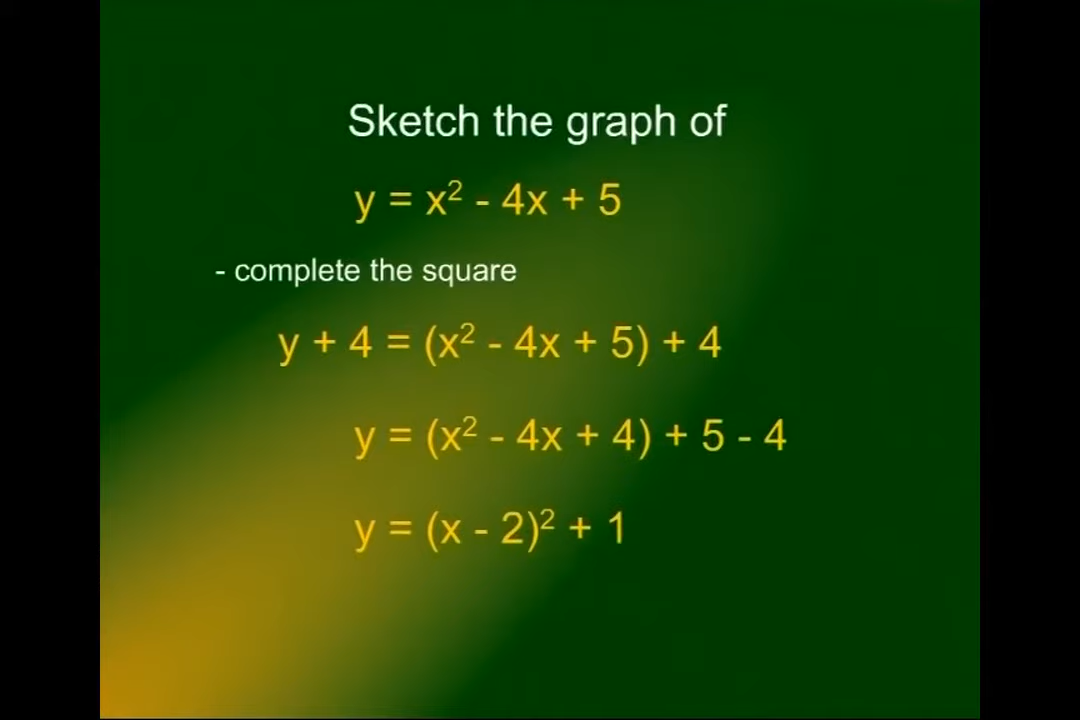 Sketch the graph of
y = x² - 4x + 5
- complete the square
y + 4 = (x² - 4x + 5) + 4
y = (x² - 4x + 4) + 5 - 4
y = (x - 2)² + 1